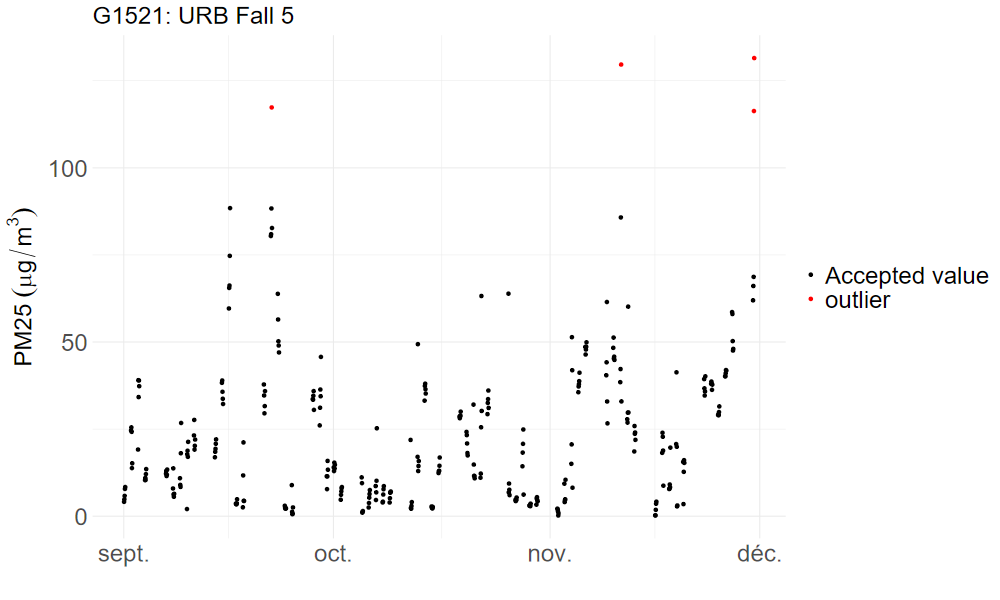 G1521: URB Fall 5
PM25 (μg/m³)
100
50
0
sept.
oct.
nov.
déc.
Accepted value
outlier